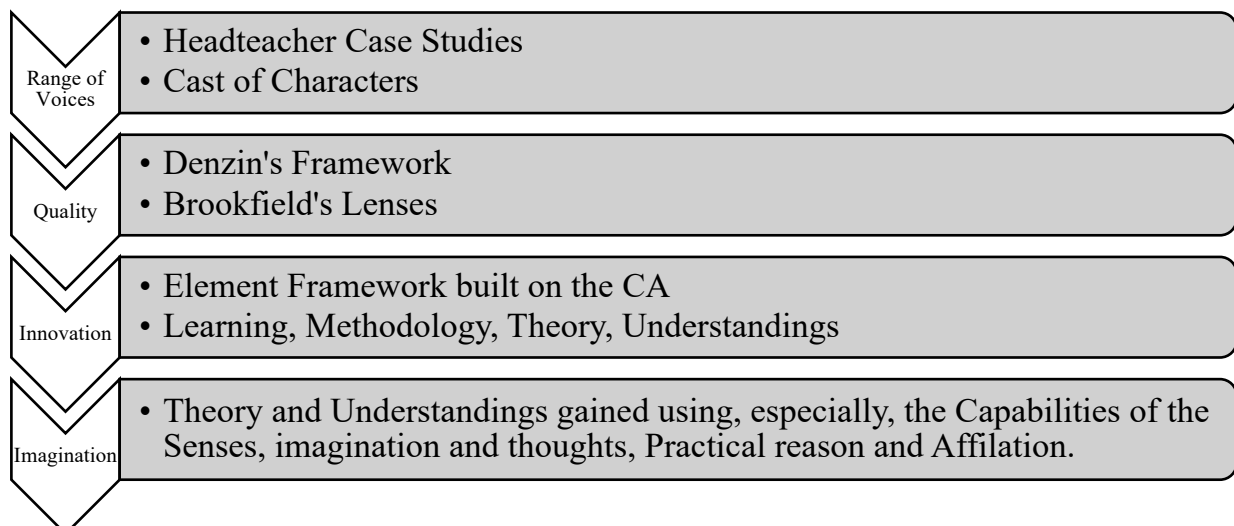 Range of
Voices
• Headteacher Case Studies
• Cast of Characters
Quality
• Denzin's Framework
• Brookfield's Lenses
Innovation
• Element Framework built on the CA
• Learning, Methodology, Theory, Understandings
Imagination
• Theory and Understandings gained using, especially, the Capabilities of the
Senses, imagination and thoughts, Practical reason and Affilation.